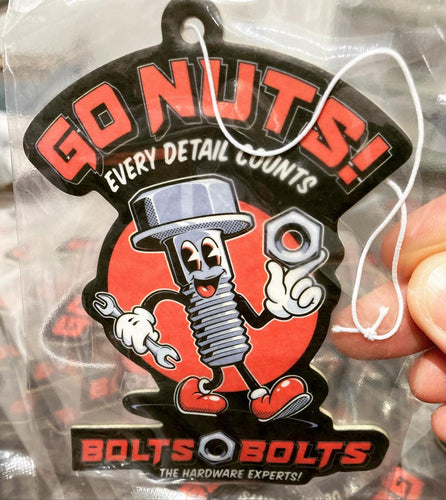 GO NUTS!
EVERY DETAIL COUNTS
BOLTS BOLTS
THE HARDWARE EXPERTS!